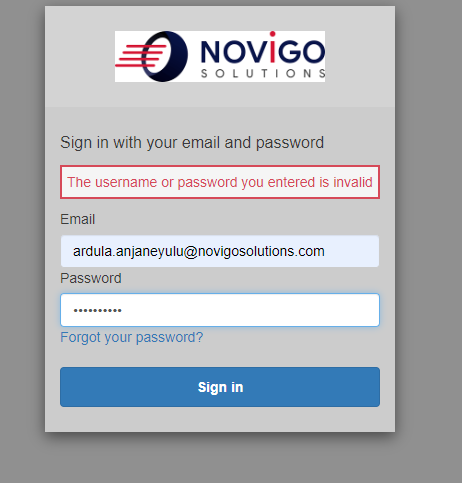 NOVIGO
SOLUTIONS
Sign in with your email and password
The username or password you entered is invalid
Email
ardula.anjaneyulu@novigosolutions.com
Password
••••••••••
Forgot your password?
Sign in